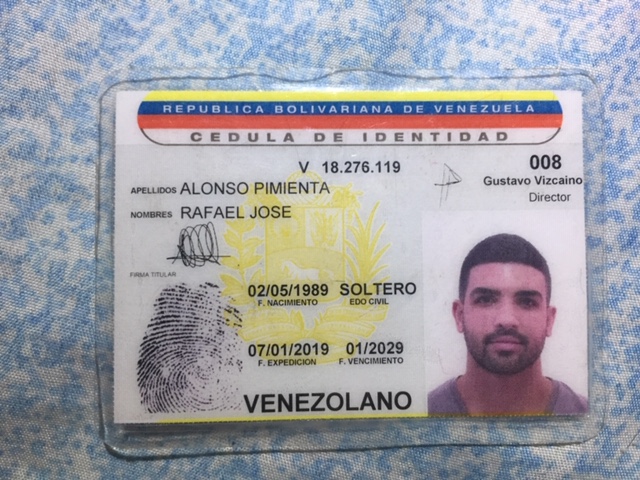 REPUBLICA BOLIVARIANA DE VENEZUELA
CEDULA DE IDENTIDAD
V 18.276.119
008
Gustavo Vizcaino
Director
APELLIDOS ALONSO PIMIENTA
NOMBRES RAFAEL JOSE
FIRMA TITULAR
02/05/1989 SOLTERO
F. NACIMIENTO EDO CIVIL
07/01/2019 01/2029
F. EXPEDICION F. VENCIMIENTO
VENEZOLANO